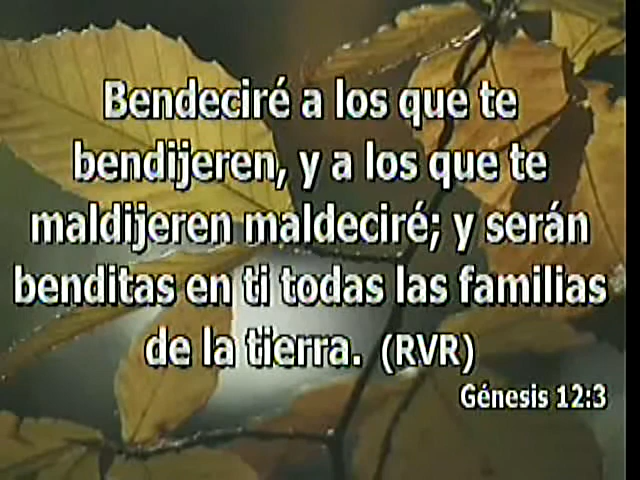 Bendeciré a los que te
bendijeren, y a los que te
maldijeren maldeciré; y serán
benditas en ti todas las familias
de la tierra. (RVR)
Génesis 12:3